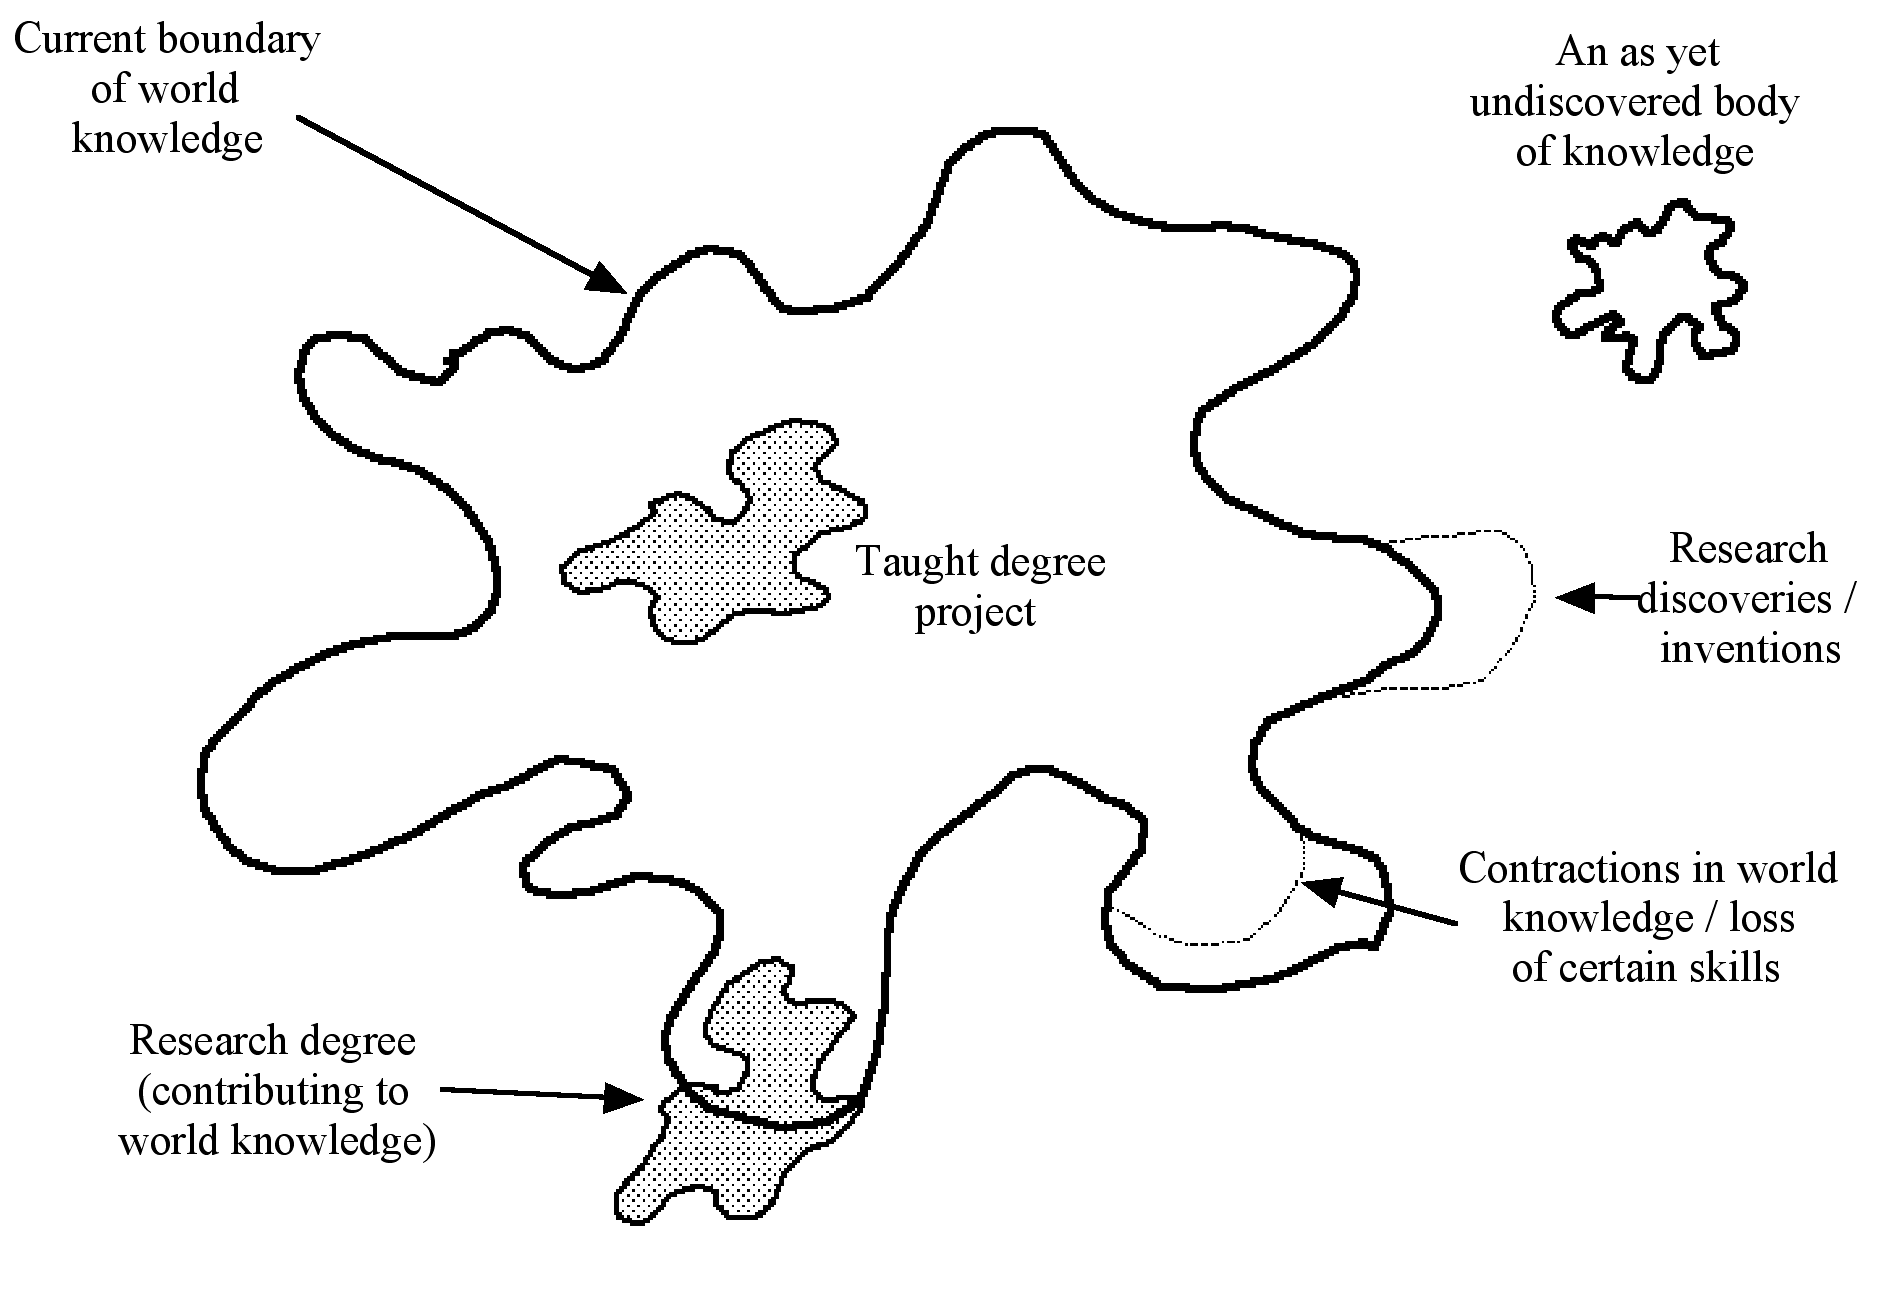 Current boundary
of world
knowledge
An as yet
undiscovered body
of knowledge
Taught degree
project
Research
discoveries /
inventions
Contractions in world
knowledge / loss
of certain skills
Research degree
(contributing to
world knowledge)